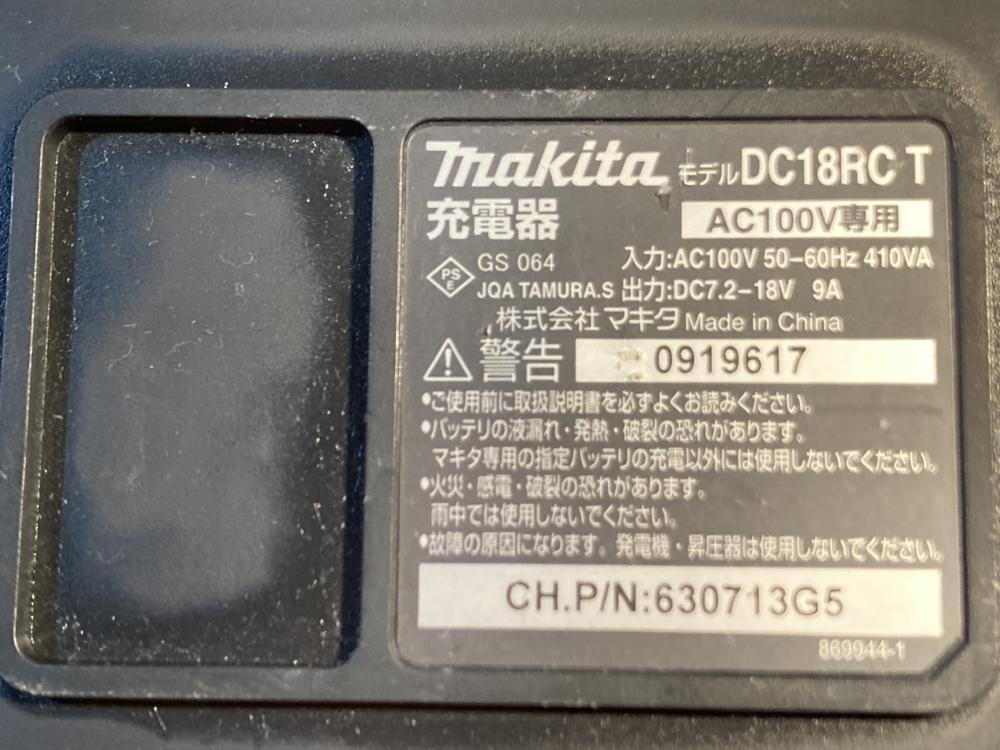 makita モデルDC18RC T
充電器 AC100V専用
PS E GS 064 入力:AC100V 50-60Hz 410VA
JQA TAMURA.S 出力:DC7.2-18V 9A
株式会社マキタ Made in China
警告 0919617
•ご使用前に取扱説明書を必ずよくお読みください。
•バッテリの液漏れ・発熱・破裂の恐れがあります。
マキタ専用の指定バッテリの充電以外には使用しないでください。
•火災・感電・破裂の恐れがあります。
雨中では使用しないでください。
•故障の原因になります。発電機・昇圧器は使用しないでください。
CH.P/N:630713G5
869944-1